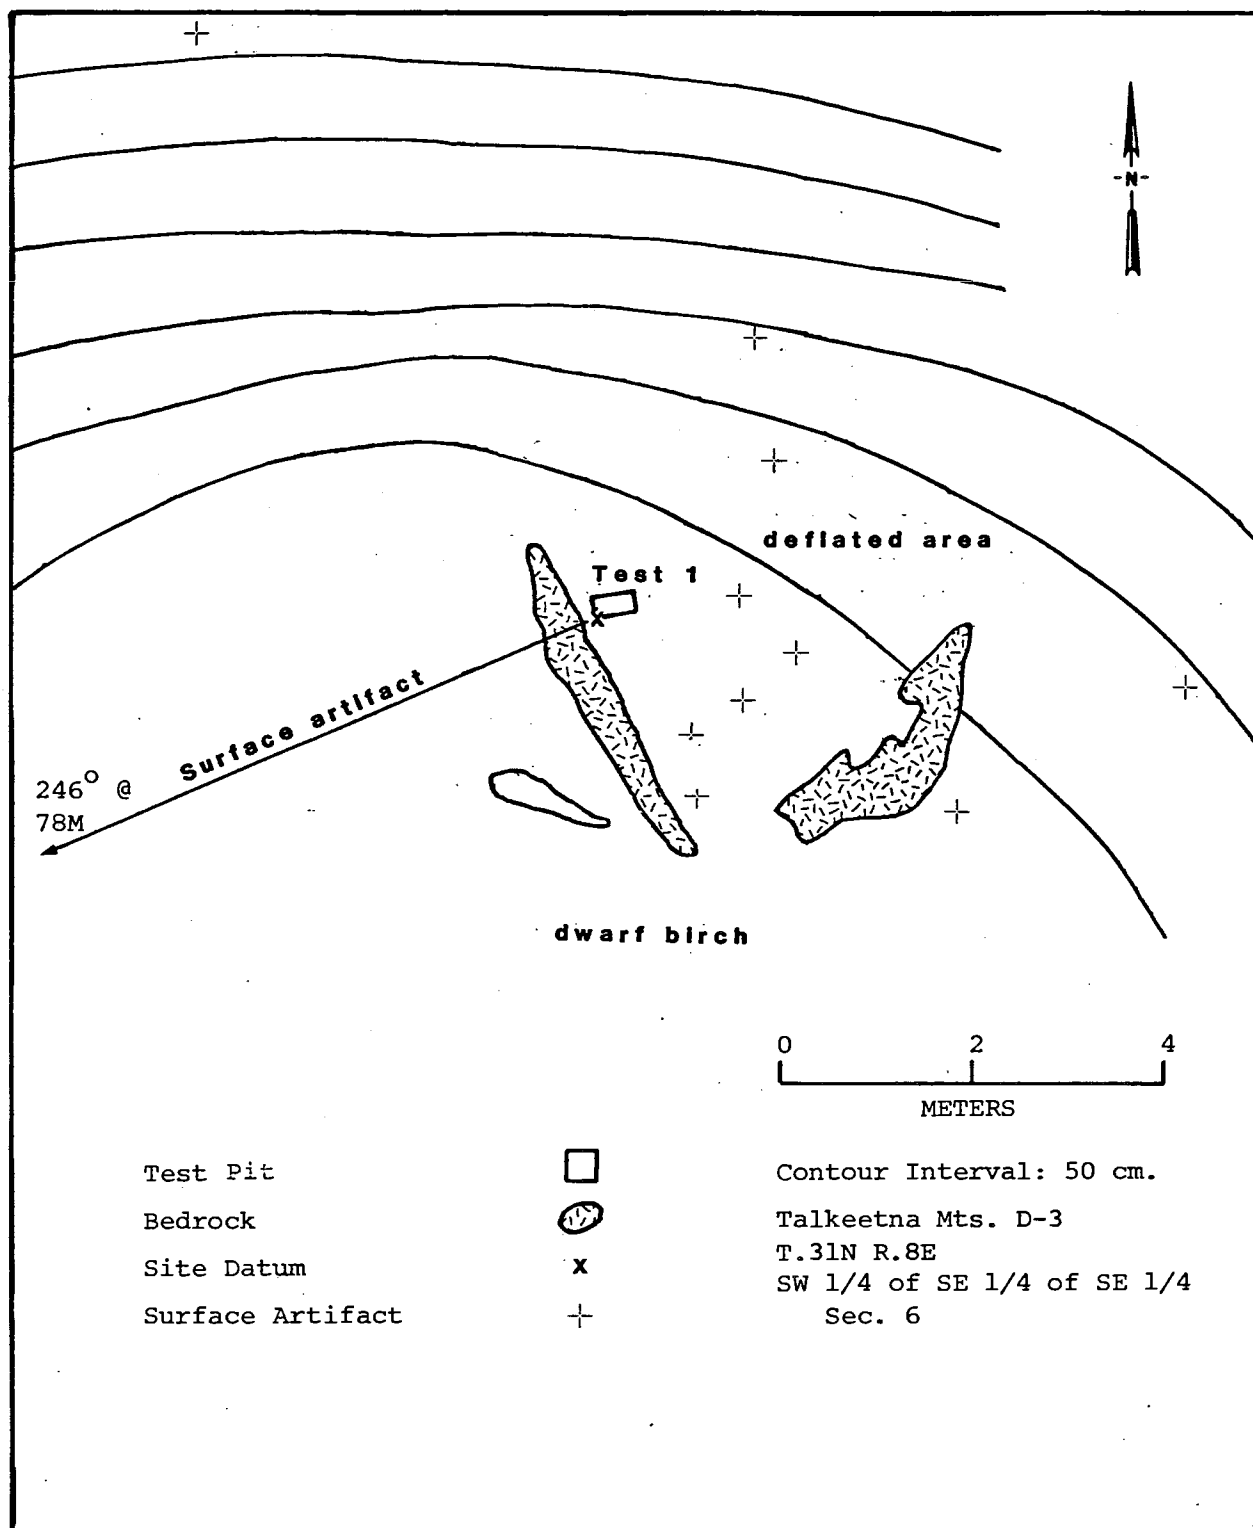 -N-
deflated area
Test 1
x
Surface artifact
246° @
78M
dwarf birch
0 2 4
METERS
Test Pit
Bedrock
Site Datum x
Surface Artifact
Contour Interval: 50 cm.
Talkeetna Mts. D-3
T.31N R.8E
SW 1/4 of SE 1/4 of SE 1/4
Sec. 6